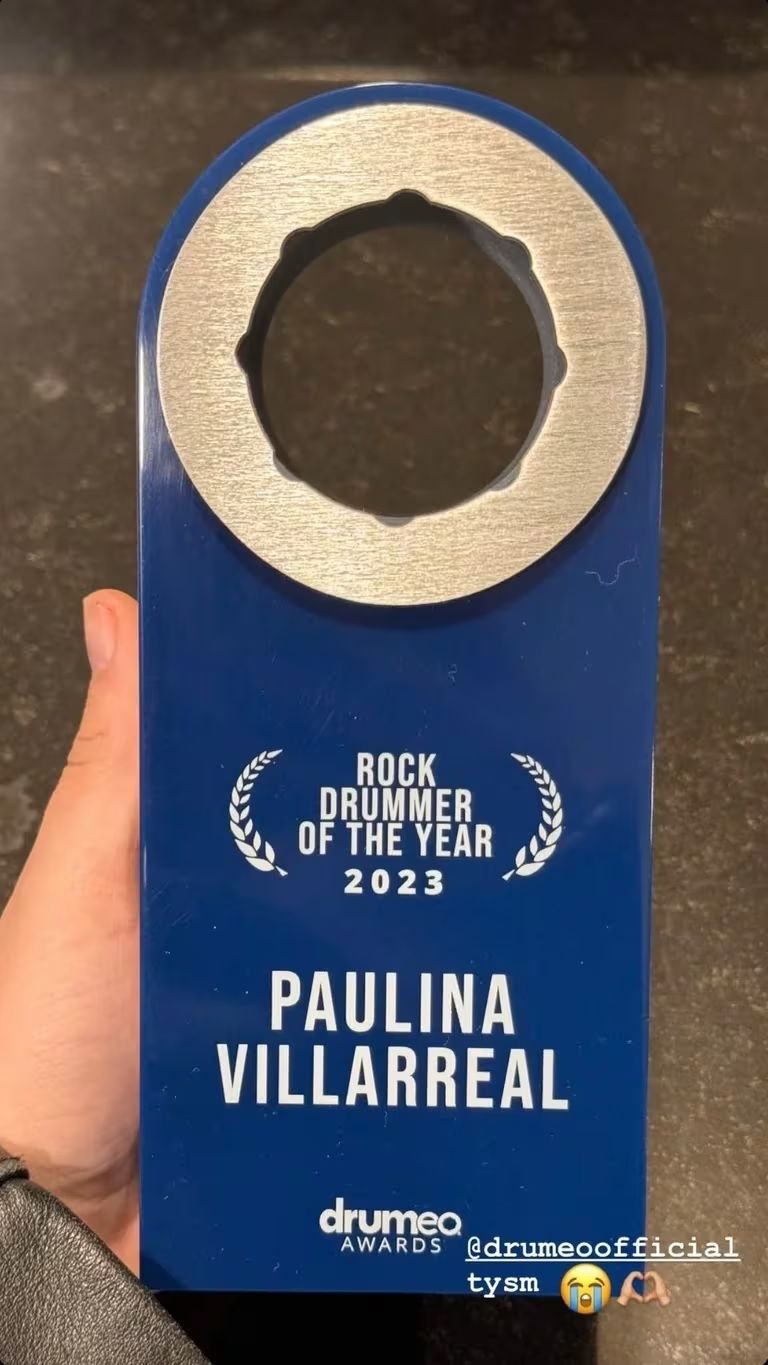 ROCK
DRUMMER
OF THE YEAR
2023
PAULINA
VILLARREAL
drumeo
AWARDS
@drumeoofficial
tysm 😭🫶🏼